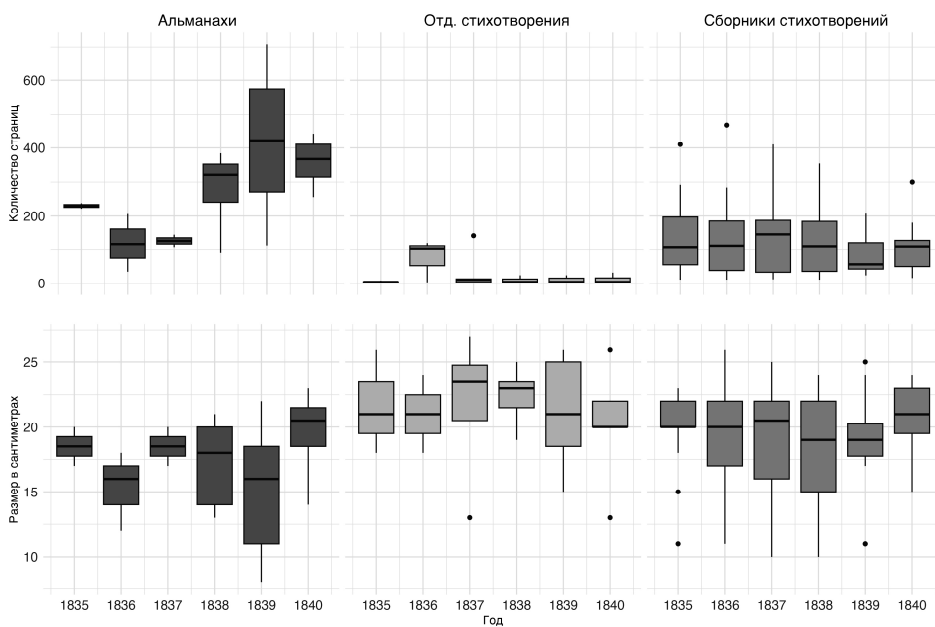 Альманахи Отд. стихотворения Сборники стихотворений
Количество страниц
600
400
200
0
Размер в сантиметрах
25
20
15
10
1835 1836 1837 1838 1839 1840 1835 1836 1837 1838 1839 1840 1835 1836 1837 1838 1839 1840
Год